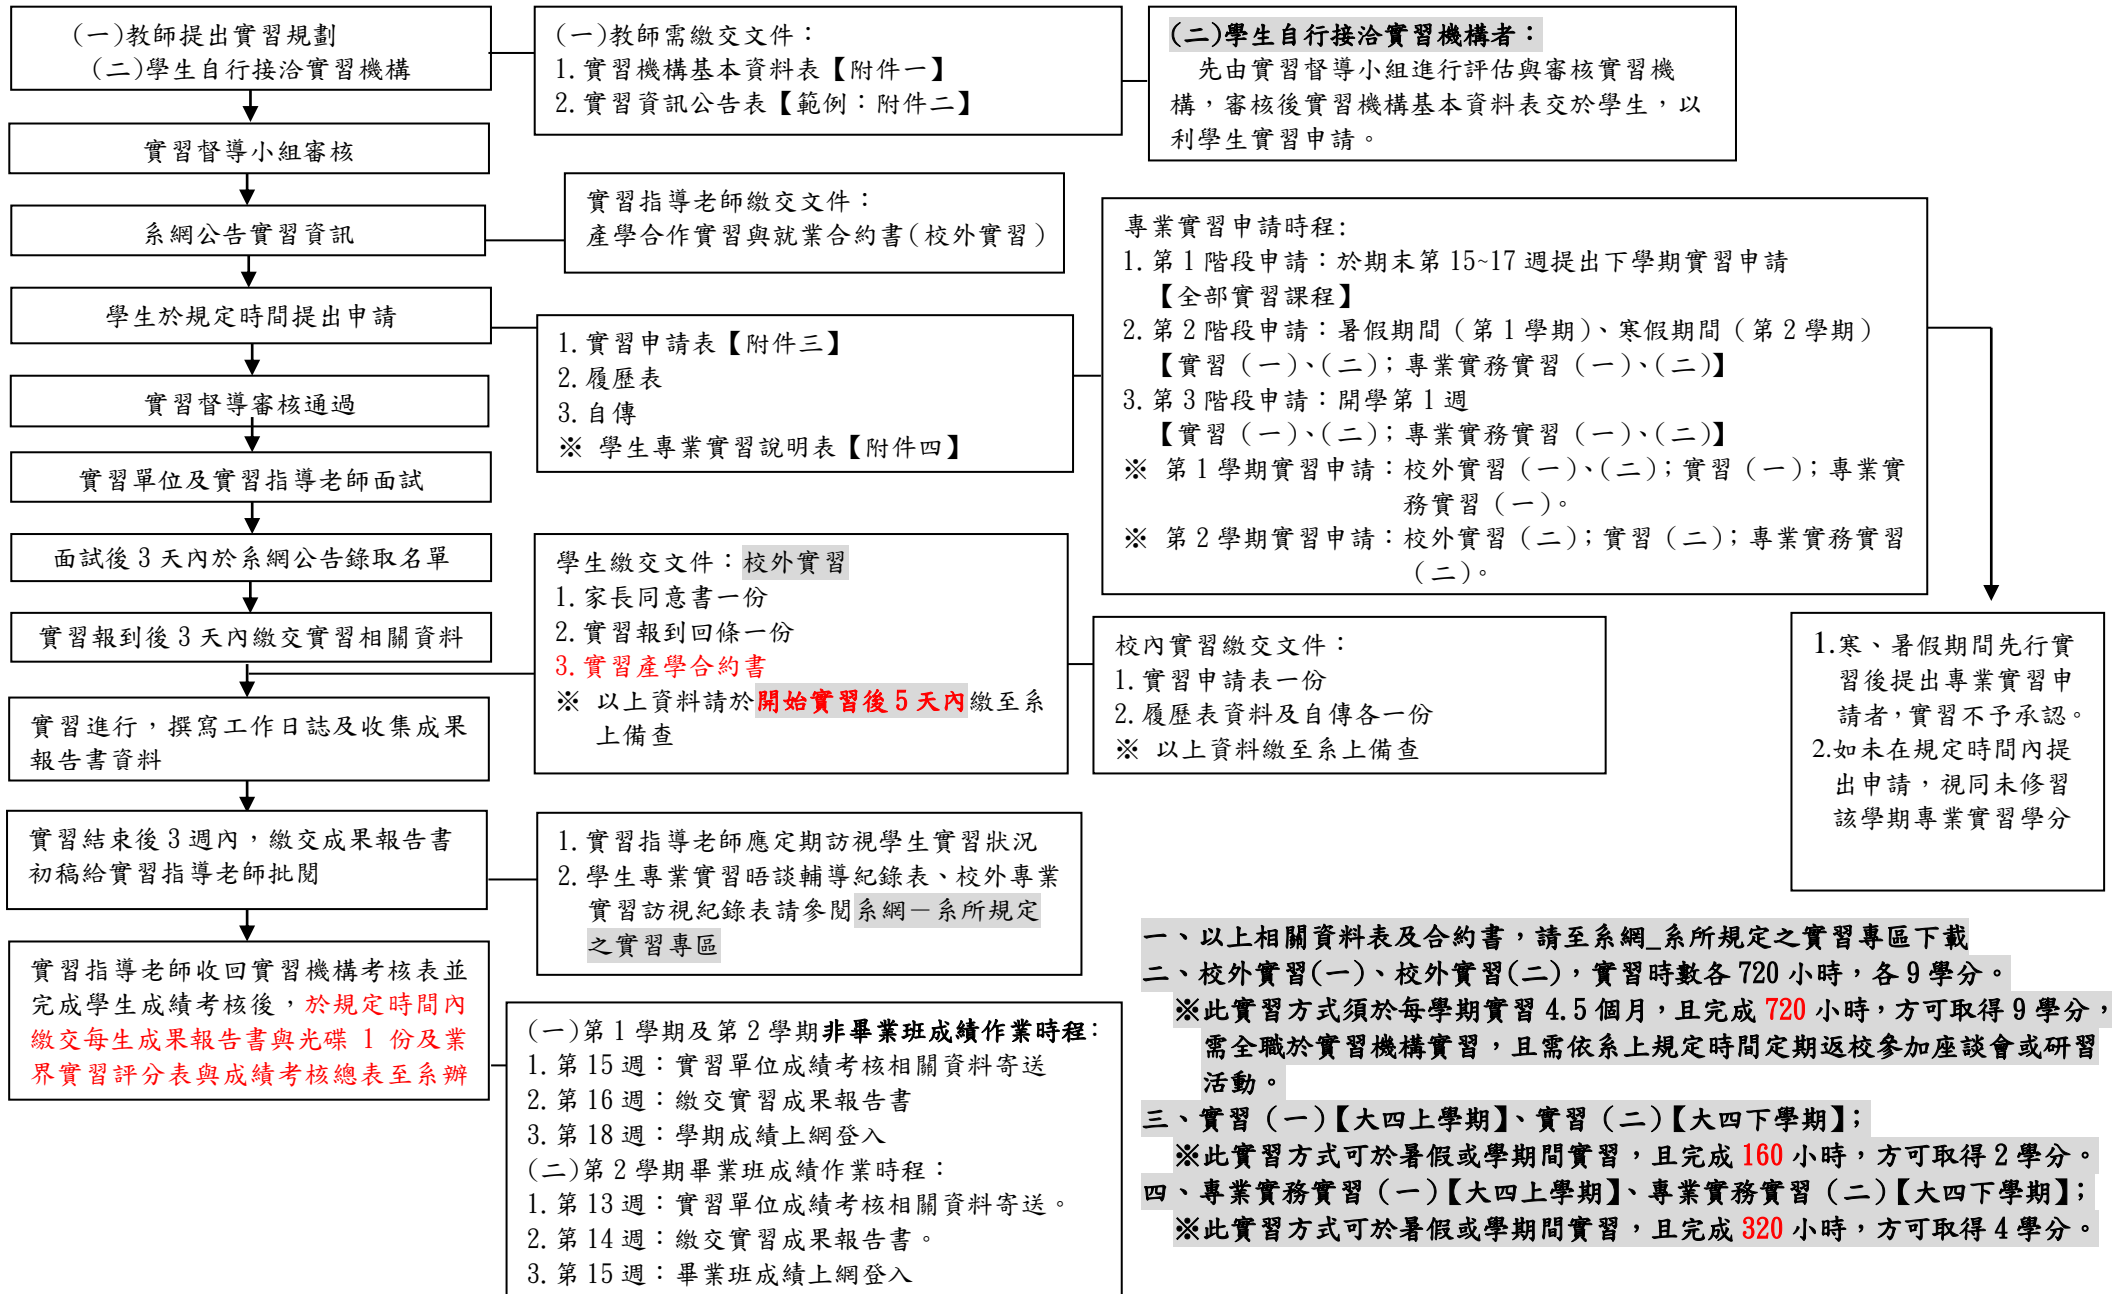 (一)教師提出實習規劃
(二)學生自行接洽實習機構
實習督導小組審核
系網公告實習資訊
學生於規定時間提出申請
實習督導審核通過
實習單位及實習指導老師面試
面試後 3 天內於系網公告錄取名單
實習報到後 3 天內繳交實習相關資料
實習進行，撰寫工作日誌及收集成果
報告書資料
實習結束後 3 週內，繳交成果報告書
初稿給實習指導老師批閱
實習指導老師收回實習機構考核表並
完成學生成績考核後，於規定時間內
繳交每生成果報告書與光碟 1 份及業
界實習評分表與成績考核總表至系辦
(一)教師需繳交文件：
1.實習機構基本資料表【附件一】
2.實習資訊公告表【範例：附件二】
(二)學生自行接洽實習機構者：
先由實習督導小組進行評估與審核實習機
構，審核後實習機構基本資料表交於學生，以
利學生實習申請。
實習指導老師繳交文件：
產學合作實習與就業合約書(校外實習)
1.實習申請表【附件三】
2.履歷表
3.自傳
※ 學生專業實習說明表【附件四】
專業實習申請時程:
1.第 1 階段申請：於期末第 15~17 週提出下學期實習申請
【全部實習課程】
2.第 2 階段申請：暑假期間（第 1 學期）、寒假期間（第 2 學期）
【實習（一）、（二）；專業實務實習（一）、（二）】
3.第 3 階段申請：開學第 1 週
【實習（一）、（二）；專業實務實習（一）、（二）】
※ 第 1 學期實習申請：校外實習（一）、（二）；實習（一）；專業實
務實習（一）。
※ 第 2 學期實習申請：校外實習（二）；實習（二）；專業實務實習
（二）。
學生繳交文件：校外實習
1.家長同意書一份
2.實習報到回條一份
3.實習產學合約書
※ 以上資料請於開始實習後 5 天內繳至系
上備查
校內實習繳交文件：
1.實習申請表一份
2.履歷表資料及自傳各一份
※ 以上資料繳至系上備查
1.寒、暑假期間先行實
習後提出專業實習申
請者，實習不予承認。
2.如未在規定時間內提
出申請，視同未修習
該學期專業實習學分
1.實習指導老師應定期訪視學生實習狀況
2.學生專業實習晤談輔導紀錄表、校外專業
實習訪視紀錄表請參閱系網－系所規定
之實習專區
(一)第 1 學期及第 2 學期非畢業班成績作業時程:
1.第 15 週：實習單位成績考核相關資料寄送
2.第 16 週：繳交實習成果報告書
3.第 18 週：學期成績上網登入
(二)第 2 學期畢業班成績作業時程：
1.第 13 週：實習單位成績考核相關資料寄送。
2.第 14 週：繳交實習成果報告書。
3.第 15 週：畢業班成績上網登入
一、以上相關資料表及合約書，請至系網_系所規定之實習專區下載
二、校外實習(一)、校外實習(二)，實習時數各 720 小時，各 9 學分。
※此實習方式須於每學期實習 4.5 個月，且完成 720 小時，方可取得 9 學分，
需全職於實習機構實習，且需依系上規定時間定期返校參加座談會或研習
活動。
三、實習（一）【大四上學期】、實習（二）【大四下學期】；
※此實習方式可於暑假或學期間實習，且完成 160 小時，方可取得 2 學分。
四、專業實務實習（一）【大四上學期】、專業實務實習（二）【大四下學期】；
※此實習方式可於暑假或學期間實習，且完成 320 小時，方可取得 4 學分。